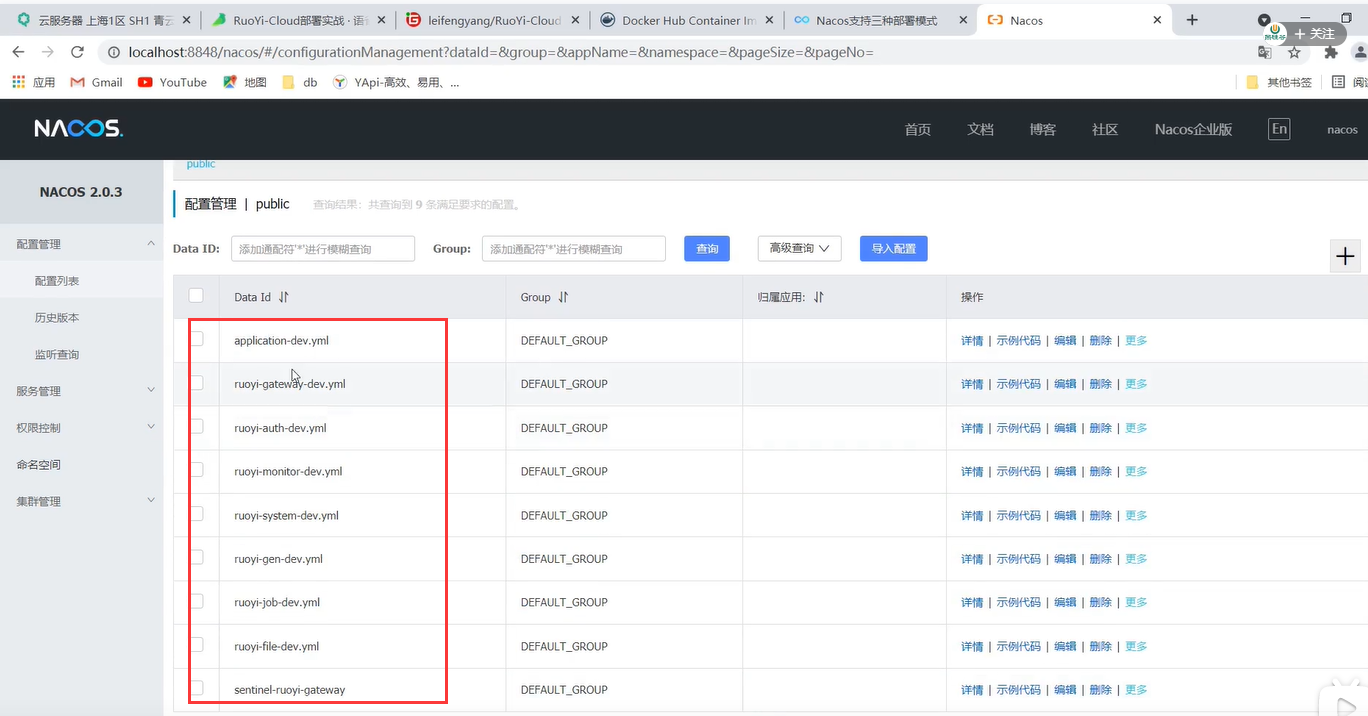 云服务器 上海1区 SH1 青云
RuoYi-Cloud部署实战 · 语
leifengyang/RuoYi-Cloud
Docker Hub Container Im
Nacos支持三种部署模式
Nacos
+ 关注
localhost:8848/nacos/#/configurationManagement?dataId=&group=&appName=&namespace=&pageSize=&pageNo=
应用 Gmail YouTube 地图 db YApi-高效、易用、... 其他书签 阅
NACOS. 首页 文档 博客 社区 Nacos企业版 En nacos
public
NACOS 2.0.3
配置管理 | public 查询结果：共查询到 9 条满足要求的配置。
配置管理
配置列表
历史版本
监听查询
服务管理
权限控制
命名空间
集群管理
Data ID: 添加通配符'*'进行模糊查询 Group: 添加通配符'*'进行模糊查询 查询 高级查询 导入配置 +
Data Id Group 归属应用: 操作
application-dev.yml DEFAULT_GROUP 详情 | 示例代码 | 编辑 | 删除 | 更多
ruoyi-gateway-dev.yml DEFAULT_GROUP 详情 | 示例代码 | 编辑 | 删除 | 更多
ruoyi-auth-dev.yml DEFAULT_GROUP 详情 | 示例代码 | 编辑 | 删除 | 更多
ruoyi-monitor-dev.yml DEFAULT_GROUP 详情 | 示例代码 | 编辑 | 删除 | 更多
ruoyi-system-dev.yml DEFAULT_GROUP 详情 | 示例代码 | 编辑 | 删除 | 更多
ruoyi-gen-dev.yml DEFAULT_GROUP 详情 | 示例代码 | 编辑 | 删除 | 更多
ruoyi-job-dev.yml DEFAULT_GROUP 详情 | 示例代码 | 编辑 | 删除 | 更多
ruoyi-file-dev.yml DEFAULT_GROUP 详情 | 示例代码 | 编辑 | 删除 | 更多
sentinel-ruoyi-gateway DEFAULT_GROUP 详情 | 示例代码 | 编辑 | 删除 | 更多